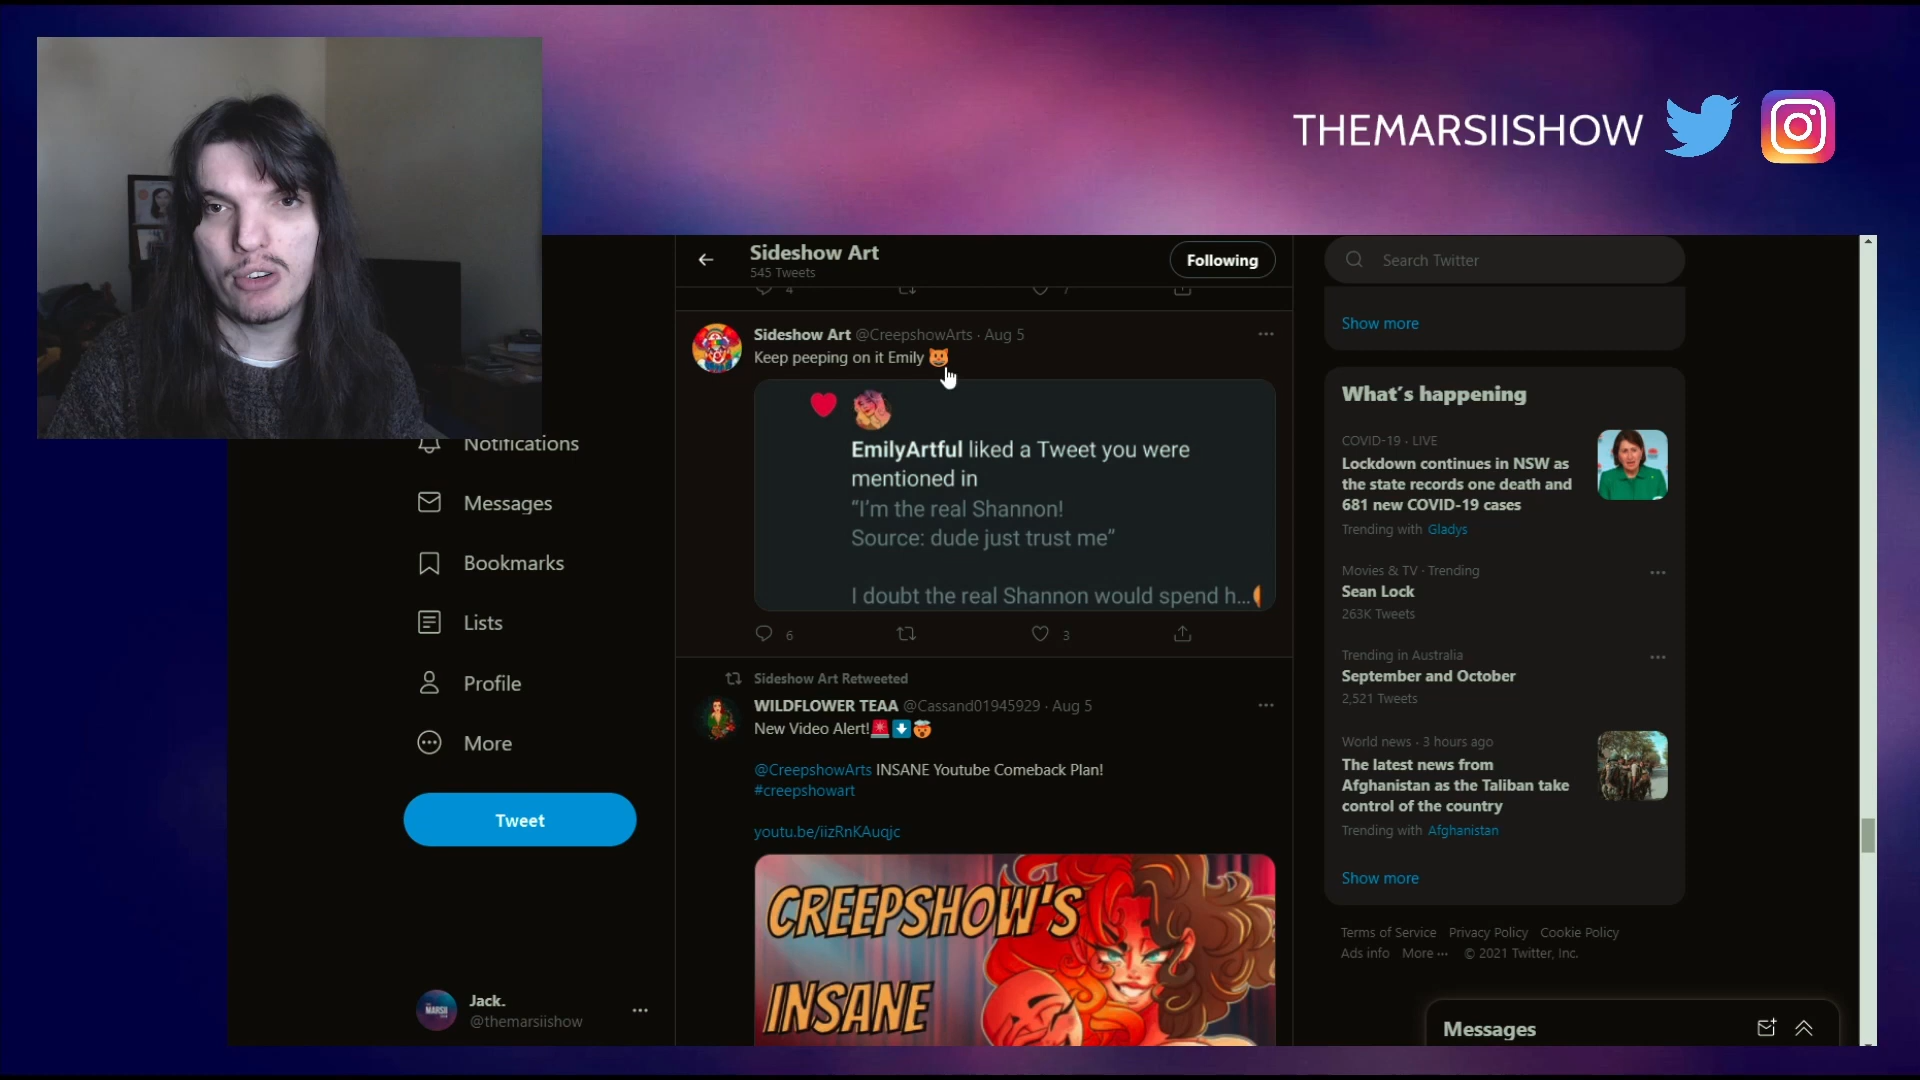 THEMARSIISHOW
Sideshow Art
545 Tweets
Following
Search Twitter
4
7
Show more
Sideshow Art @CreepshowArts · Aug 5
Keep peeping on it Emily
EmilyArtful liked a Tweet you were
mentioned in
“I'm the real Shannon!
Source: dude just trust me”
I doubt the real Shannon would spend h...
6
3
Notifications
Messages
Bookmarks
Lists
Profile
More
Tweet
Jack.
@themarsiishow
Sideshow Art Retweeted
WILDFLOWER TEAA @Cassand01945929 · Aug 5
New Video Alert!
@CreepshowArts INSANE Youtube Comeback Plan!
#creepshowart
youtu.be/iizRnKAuqjc
CREEPSHOW'S
INSANE
What's happening
COVID-19 · LIVE
Lockdown continues in NSW as
the state records one death and
681 new COVID-19 cases
Trending with Gladys
Movies & TV · Trending
Sean Lock
263K Tweets
Trending in Australia
September and October
2,521 Tweets
World news · 3 hours ago
The latest news from
Afghanistan as the Taliban take
control of the country
Trending with Afghanistan
Show more
Terms of Service Privacy Policy Cookie Policy
Ads info More ··· © 2021 Twitter, Inc.
Messages